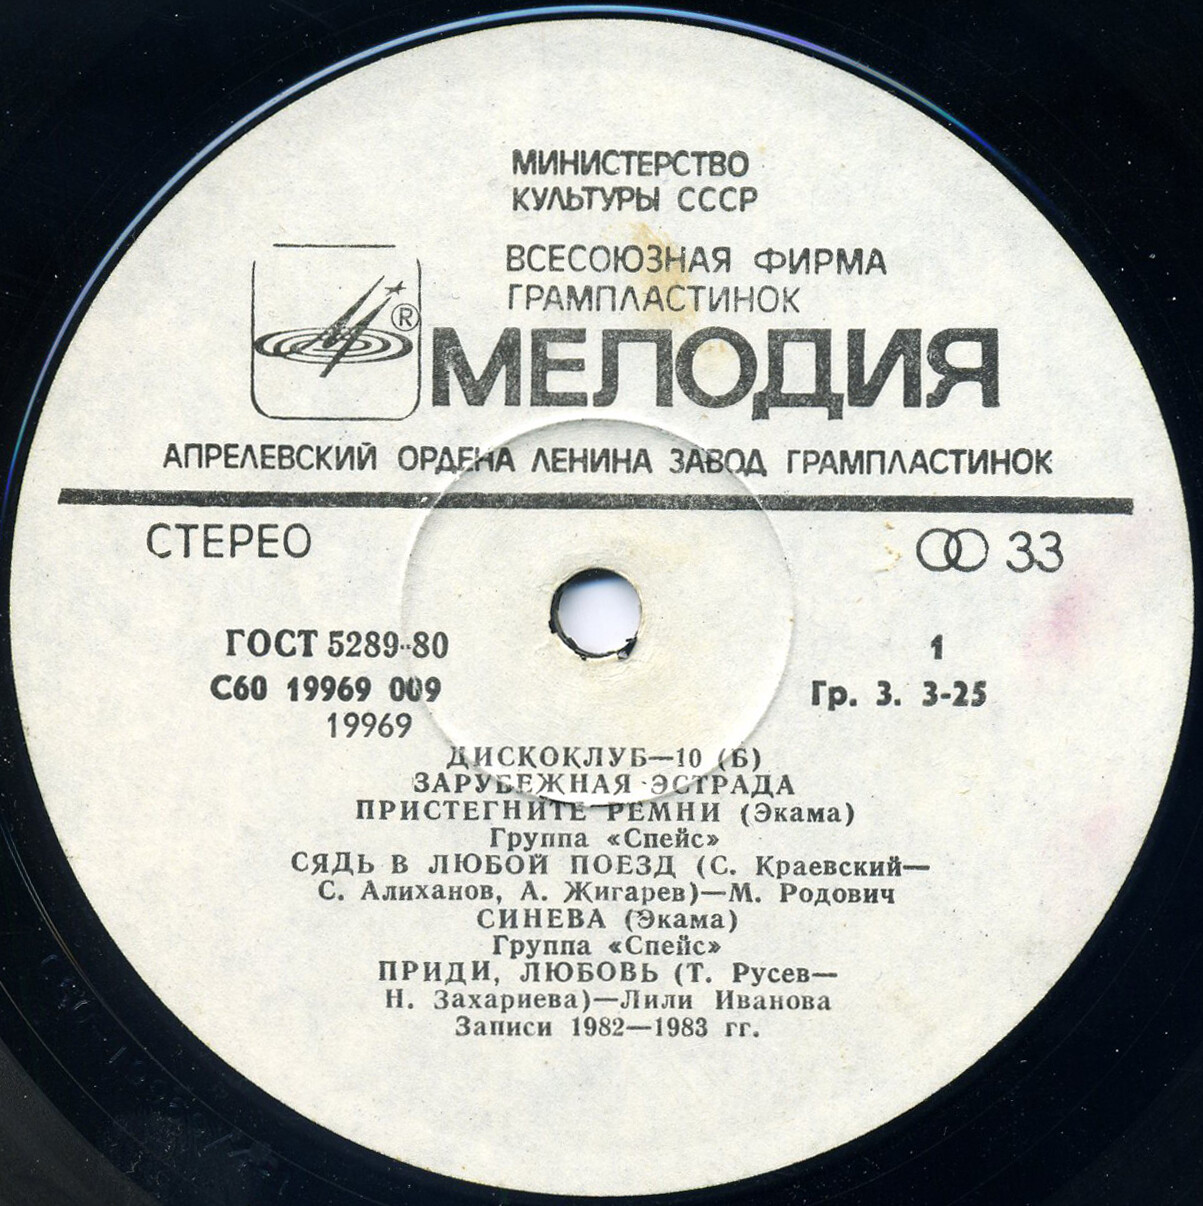 МИНИСТЕРСТВО
КУЛЬТУРЫ СССР
ВСЕСОЮЗНАЯ ФИРМА
ГРАМПЛАСТИНОК
®
МЕЛОДИЯ
АПРЕЛЕВСКИЙ ОРДЕНА ЛЕНИНА ЗАВОД ГРАМПЛАСТИНОК
СТЕРЕО 33
ГОСТ 5289-80 1
С60 19969 009 Гр. 3. 3-25
19969
ДИСКОКЛУБ—10 (Б)
ЗАРУБЕЖНАЯ ЭСТРАДА
ПРИСТЕГНИТЕ РЕМНИ (Экама)
Группа «Спейс»
СЯДЬ В ЛЮБОЙ ПОЕЗД (С. Краевский—
С. Алиханов, А. Жигарев)—М. Родович
СИНЕВА (Экама)
Группа «Спейс»
ПРИДИ, ЛЮБОВЬ (Т. Русев—
Н. Захариева)—Лили Иванова
Записи 1982—1983 гг.